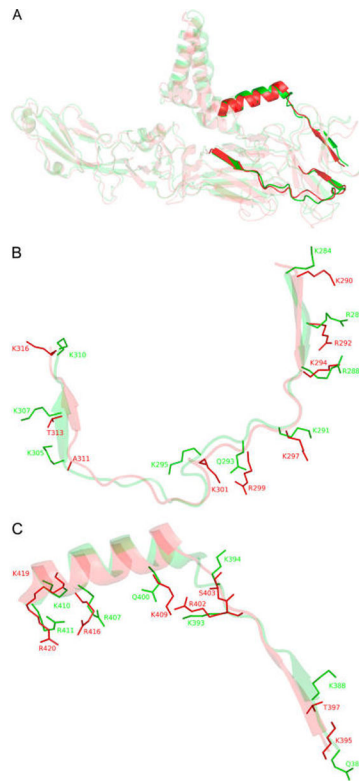 A
B
K284
K290
R292
K316
K310
K294
R288
K307
T313
K291
K305
K295
Q293
A311
K297
K301
R299
C
K394
K419
S403
Q400
K410
R402
K409
R407
K393
R411
R416
R420
K388
T397
K395